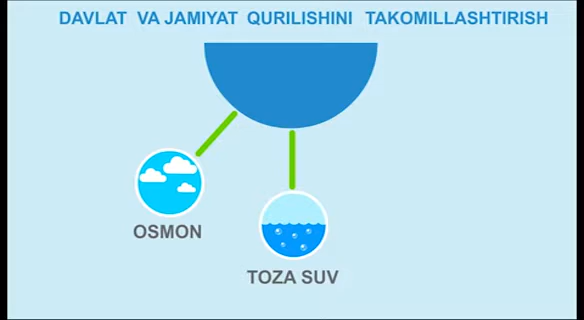 DAVLAT VA JAMIYAT QURILISHINI TAKOMILLASHTIRISH
OSMON
TOZA SUV